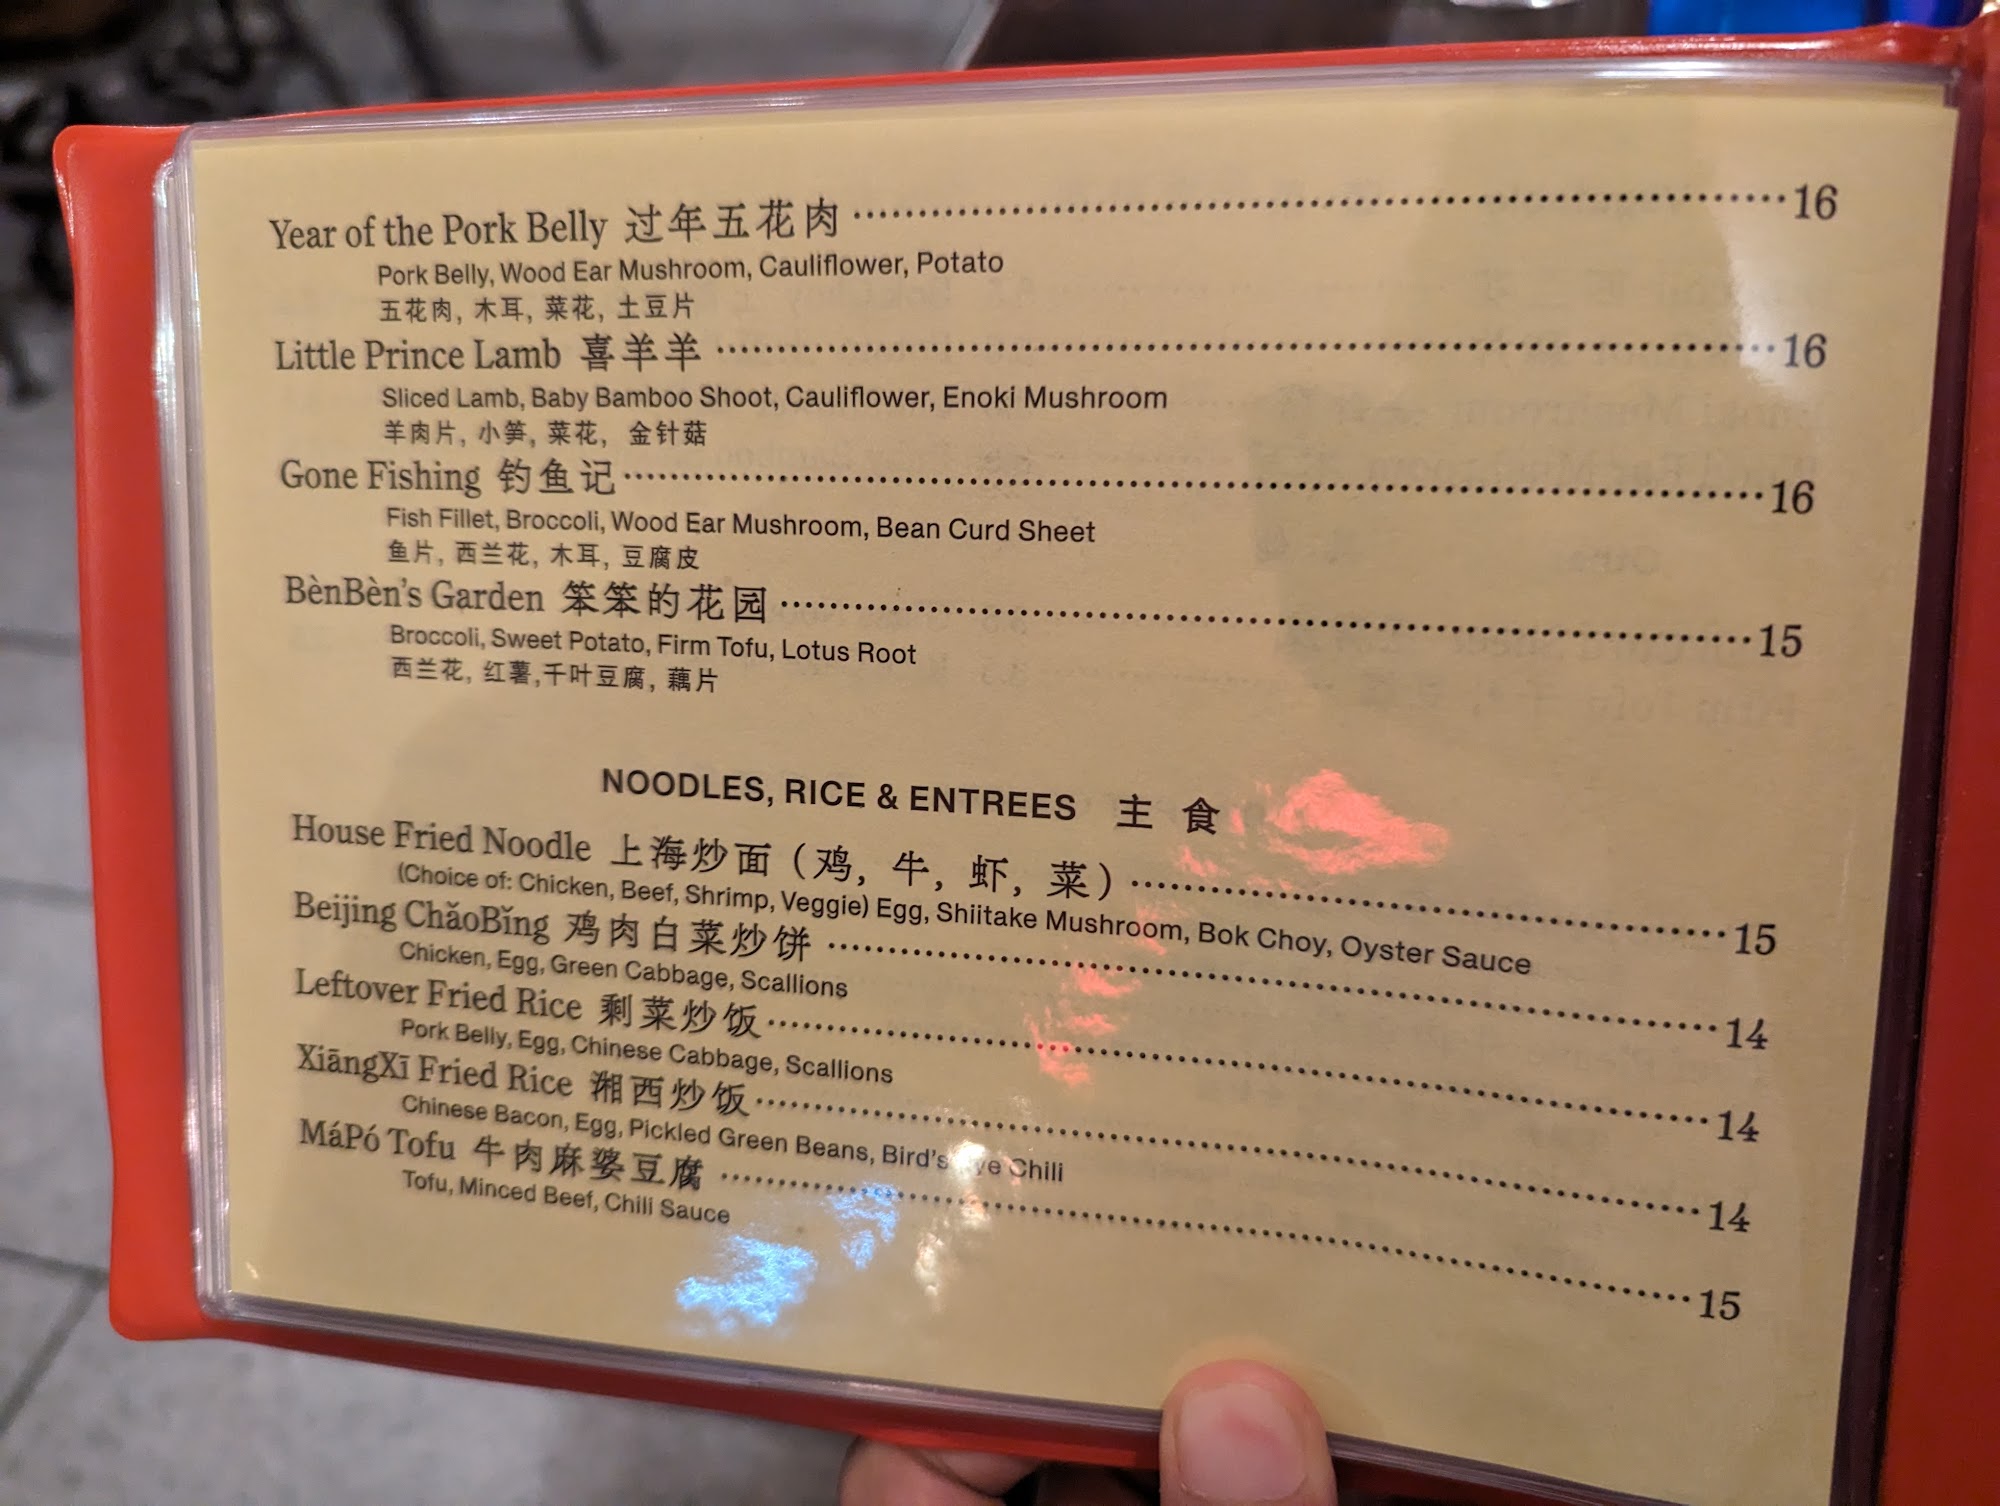 Year of the Pork Belly 过年五花肉 ........ 16
Pork Belly, Wood Ear Mushroom, Cauliflower, Potato
五花肉, 木耳, 菜花, 土豆片
Little Prince Lamb 喜羊羊 ........ 16
Sliced Lamb, Baby Bamboo Shoot, Cauliflower, Enoki Mushroom
羊肉片, 小笋, 菜花, 金针菇
Gone Fishing 钓鱼记 ........ 16
Fish Fillet, Broccoli, Wood Ear Mushroom, Bean Curd Sheet
鱼片, 西兰花, 木耳, 豆腐皮
BènBèn's Garden 笨笨的花园 ........ 15
Broccoli, Sweet Potato, Firm Tofu, Lotus Root
西兰花, 红薯,千叶豆腐, 藕片
NOODLES, RICE & ENTREES 主 食
House Fried Noodle 上海炒面 (鸡, 牛, 虾, 菜) ........ 15
(Choice of: Chicken, Beef, Shrimp, Veggie) Egg, Shiitake Mushroom, Bok Choy, Oyster Sauce
Beijing ChǎoBǐng 鸡肉白菜炒饼 ........ 14
Chicken, Egg, Green Cabbage, Scallions
Leftover Fried Rice 剩菜炒饭 ........ 14
Pork Belly, Egg, Chinese Cabbage, Scallions
XiāngXī Fried Rice 湘西炒饭 ........ 14
Chinese Bacon, Egg, Pickled Green Beans, Bird's Eye Chili
MáPó Tofu 牛肉麻婆豆腐 ........ 15
Tofu, Minced Beef, Chili Sauce